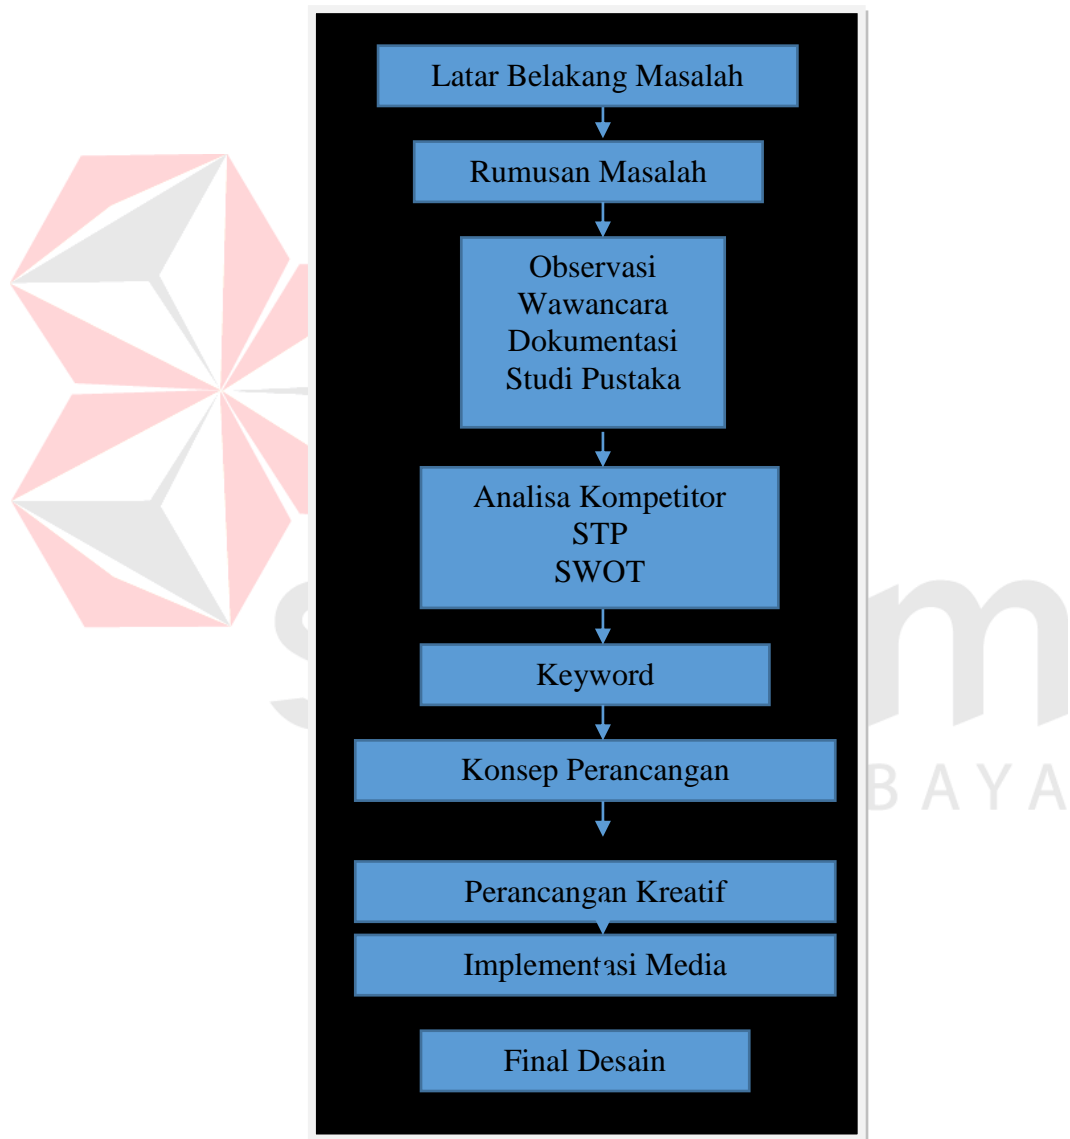 Latar Belakang Masalah
Rumusan Masalah
Observasi
Wawancara
Dokumentasi
Studi Pustaka
Analisa Kompetitor
STP
SWOT
Keyword
Konsep Perancangan
BAYA
Perancangan Kreatif
Implementasi Media
Final Desain